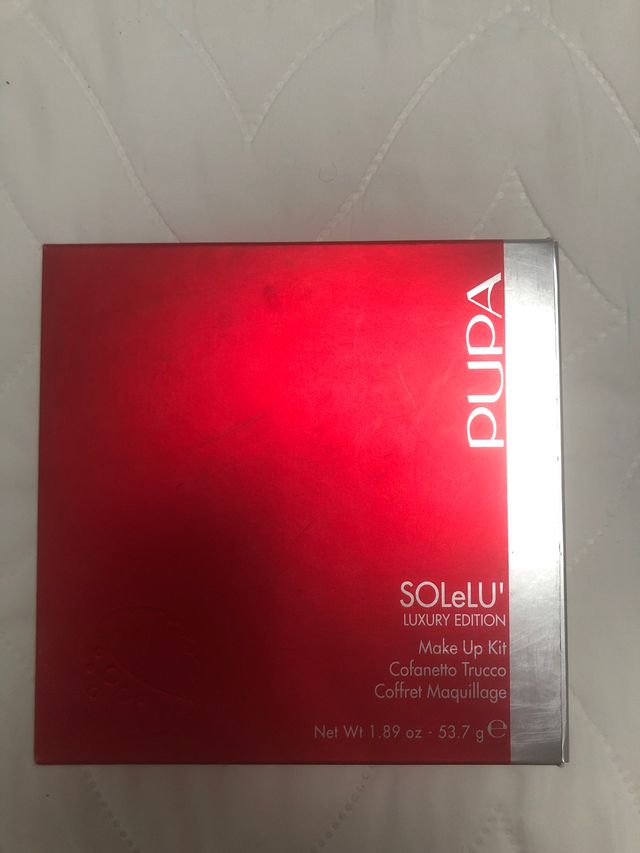 PUPA
SOLeLU'
LUXURY EDITION
Make Up Kit
Cofanetto Trucco
Coffret Maquillage
Net Wt 1.89 oz - 53.7 g ℮